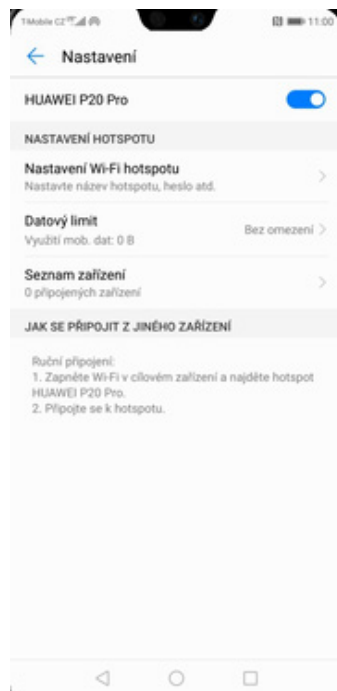 T-Mobile CZ
11:00
Nastavení
HUAWEI P20 Pro
NASTAVENÍ HOTSPOTU
Nastavení Wi-Fi hotspotu
Nastavte název hotspotu, heslo atd.
Datový limit
Využití mob. dat: 0 B
Bez omezení
Seznam zařízení
0 připojených zařízení
JAK SE PŘIPOJIT Z JINÉHO ZAŘÍZENÍ
Ruční připojení:
1. Zapněte Wi-Fi v cílovém zařízení a najděte hotspot
HUAWEI P20 Pro.
2. Připojte se k hotspotu.